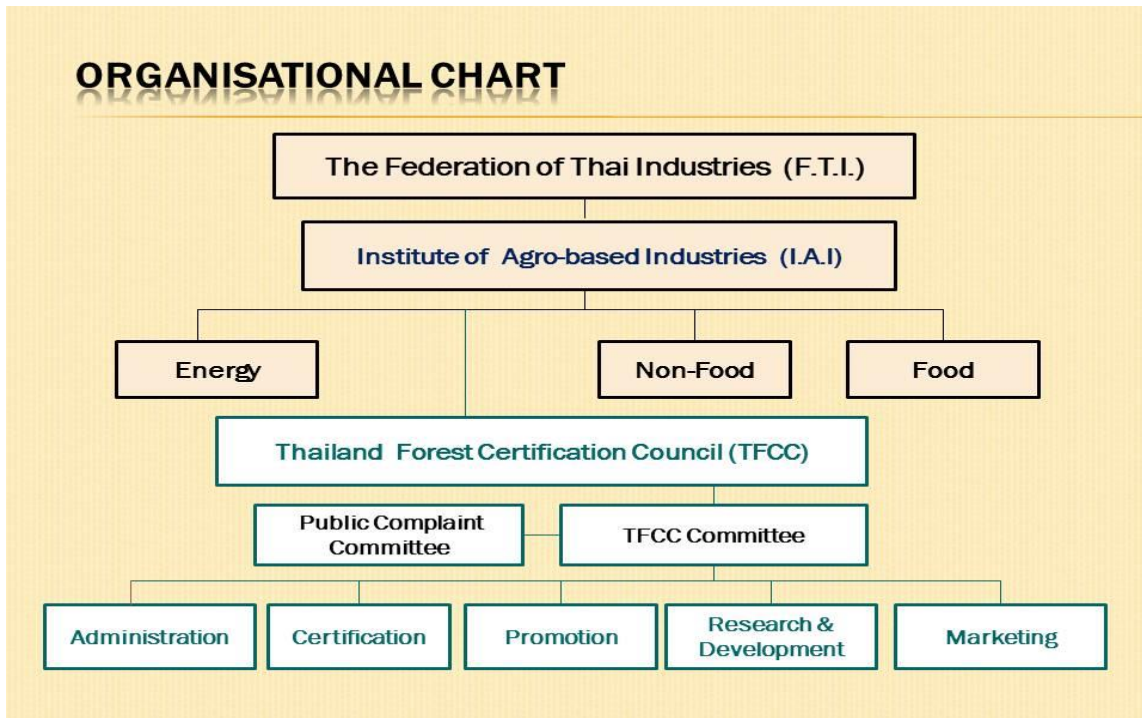 ORGANISATIONAL CHART
The Federation of Thai Industries (F.T.I.)
Institute of Agro-based Industries (I.A.I)
Energy
Non-Food
Food
Thailand Forest Certification Council (TFCC)
Public Complaint
Committee
TFCC Committee
Administration
Certification
Promotion
Research &
Development
Marketing